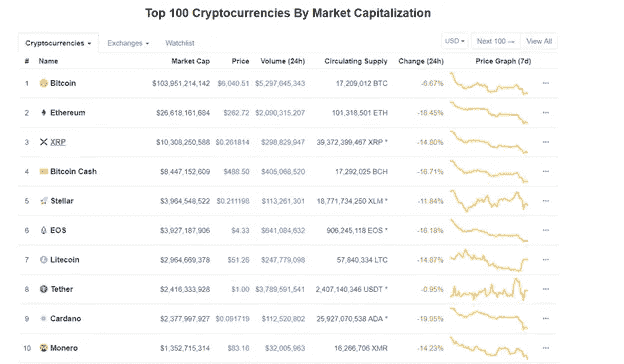 Top 100 Cryptocurrencies By Market Capitalization
Cryptocurrencies Exchanges Watchlist USD Next 100 → View All
# Name Market Cap Price Volume (24h) Circulating Supply Change (24h) Price Graph (7d)
1 Bitcoin $103,951,214,142 $6,040.51 $5,297,645,343 17,209,012 BTC -6.67%
2 Ethereum $26,618,161,684 $262.72 $2,090,315,207 101,318,501 ETH -16.45%
3 XRP $10,308,250,588 $0.261814 $298,829,947 39,372,399,467 XRP * -14.80%
4 Bitcoin Cash $8,447,152,609 $488.50 $405,068,520 17,292,025 BCH -16.71%
5 Stellar $3,964,548,522 $0.211198 $113,261,301 18,771,734,250 XLM * -11.84%
6 EOS $3,927,187,906 $4.33 $641,084,632 906,245,118 EOS * -16.18%
7 Litecoin $2,964,669,378 $51.26 $247,779,098 57,840,334 LTC -14.07%
8 Tether $2,416,333,928 $1.00 $3,789,591,541 2,407,140,346 USDT * -0.95%
9 Cardano $2,377,997,927 $0.091719 $112,520,802 25,927,070,538 ADA *
10 Monero $1,352,715,314 $83.16 $32,005,963 16,266,706 XMR -14.23%